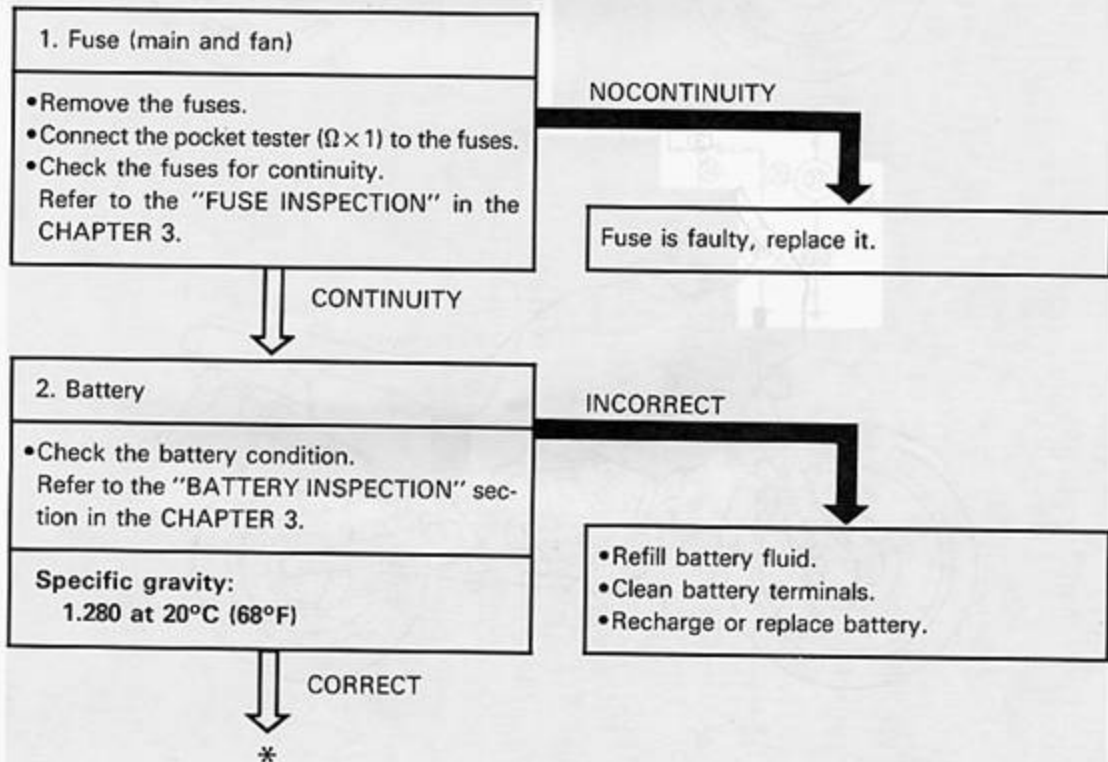 1. Fuse (main and fan)
•Remove the fuses.
•Connect the pocket tester (Ω×1) to the fuses.
•Check the fuses for continuity.
Refer to the "FUSE INSPECTION" in the
CHAPTER 3.
NOCONTINUITY
Fuse is faulty, replace it.
CONTINUITY
2. Battery
•Check the battery condition.
Refer to the "BATTERY INSPECTION" sec-
tion in the CHAPTER 3.
Specific gravity:
1.280 at 20°C (68°F)
INCORRECT
•Refill battery fluid.
•Clean battery terminals.
•Recharge or replace battery.
CORRECT
*